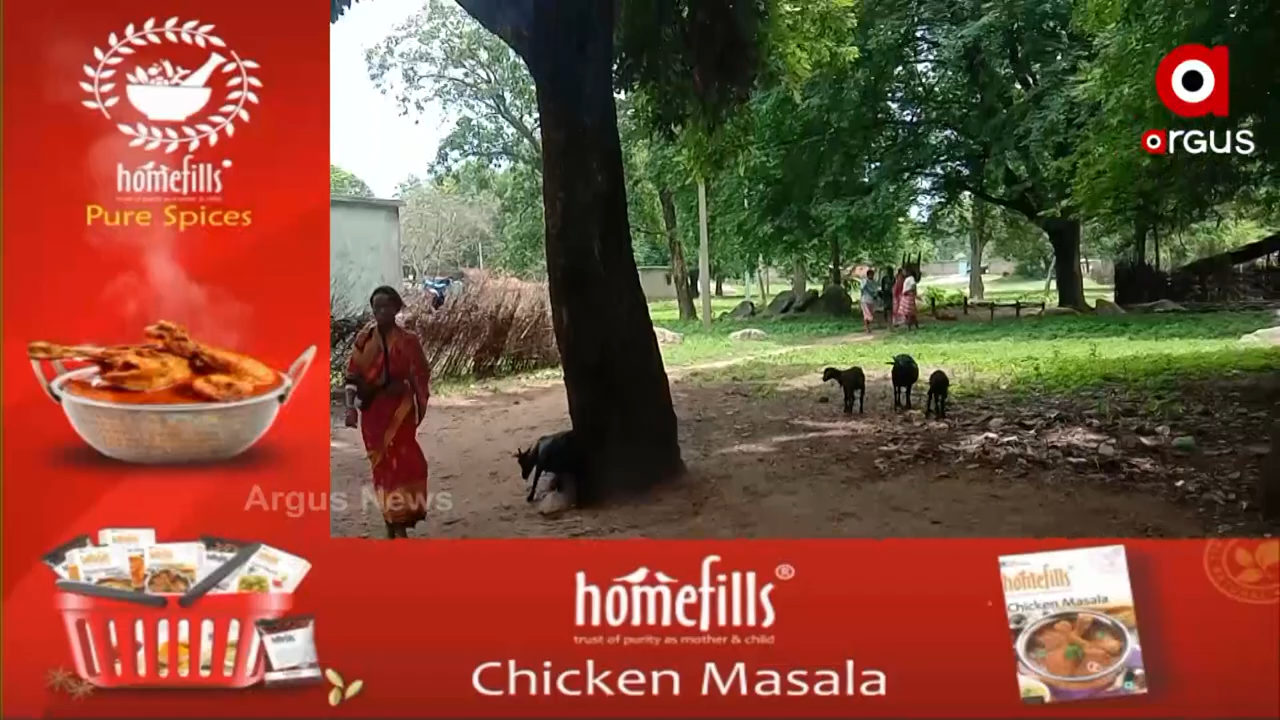 homefills
Pure Spices
argus
Argus News
homefills®
trust of purity as mother & child
Chicken Masala
homefills
Chicken Masala